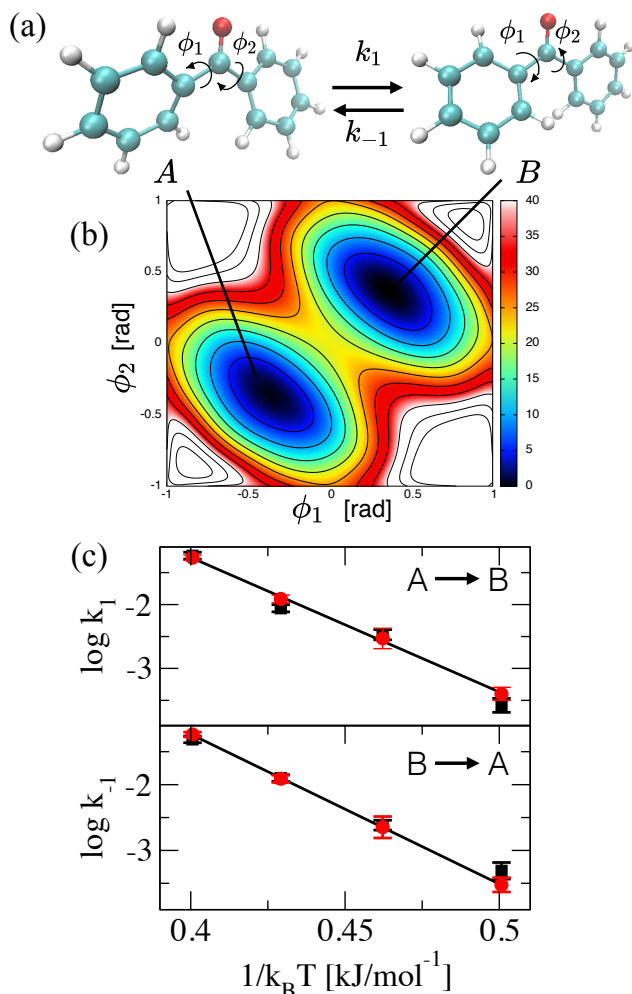 (a)
ϕ1 ϕ2 k1 ϕ1 ϕ2
k−1
A B
(b)
1
0.5
0
-0.5
-1
ϕ2 [rad]
-1 -0.5 0 0.5 1
ϕ1 [rad]
40
35
30
25
20
15
10
5
0
(c)
A B
-2
-3
log k1
B A
-2
-3
log k-1
0.4 0.45 0.5
1/kBT [kJ/mol-1]